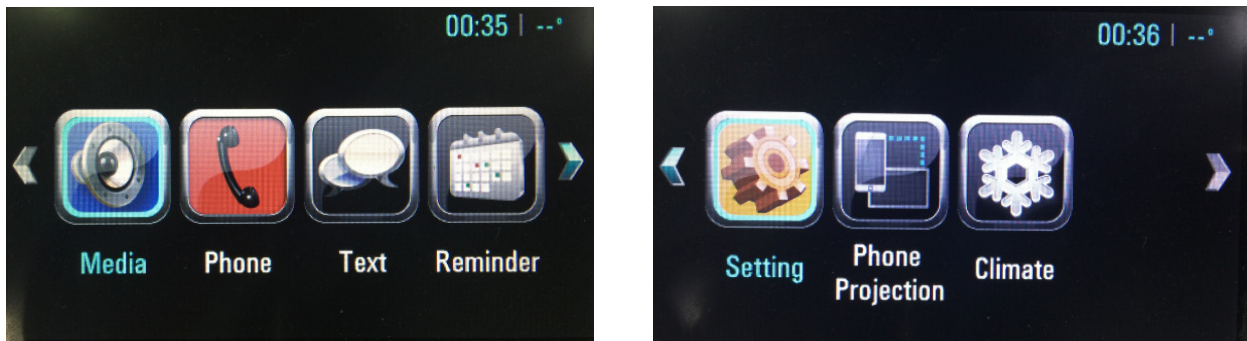 00:35 | --°
Media
Phone
Text
Reminder
00:36 | --°
Setting
Phone
Projection
Climate